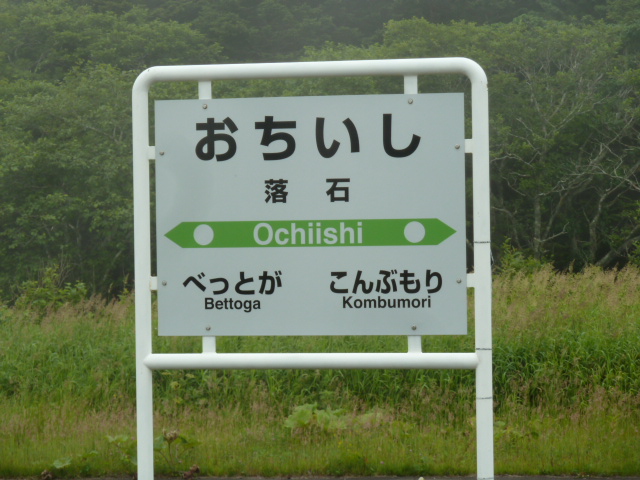 おちいし
落石
Ochiishi
べっとが こんぶもり
Bettoga Kombumori